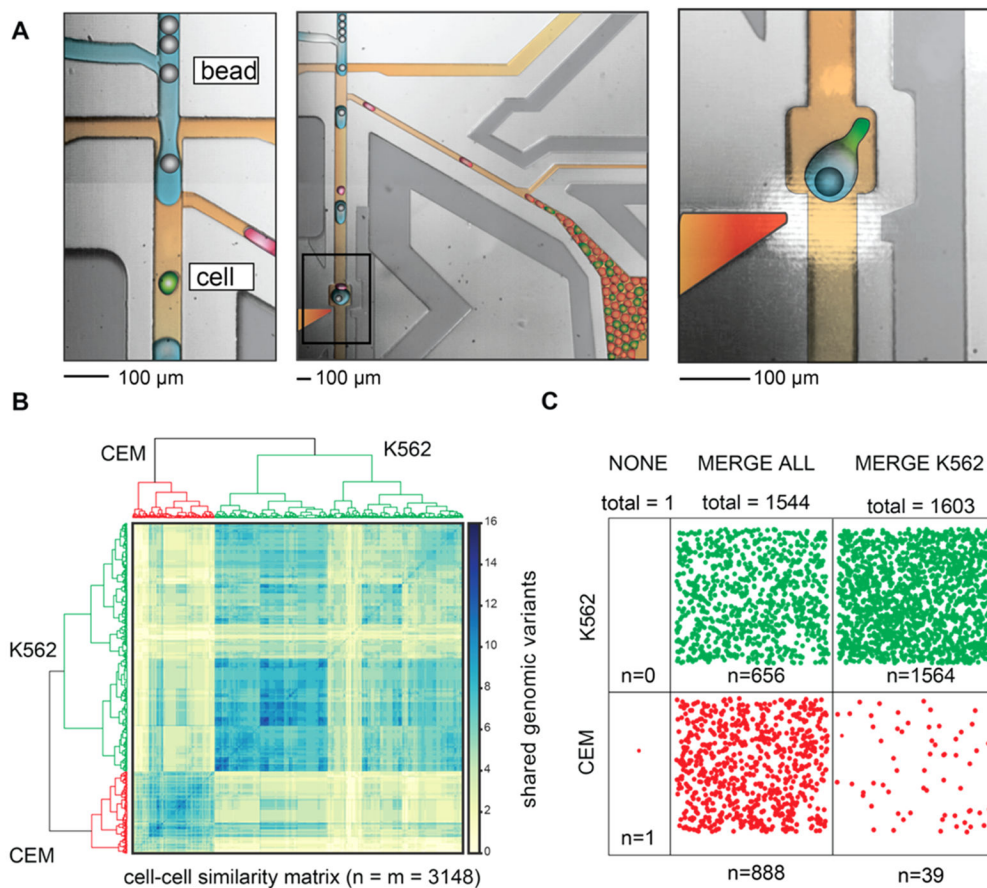 A
bead
cell
100 µm
100 µm
100 µm
B
CEM
K562
K562
CEM
16
14
12
10
8
6
4
2
0
shared genomic variants
cell-cell similarity matrix (n = m = 3148)
C
NONE MERGE ALL MERGE K562
total = 1 total = 1544 total = 1603
K562
n=0 n=656 n=1564
CEM
n=1
n=888 n=39